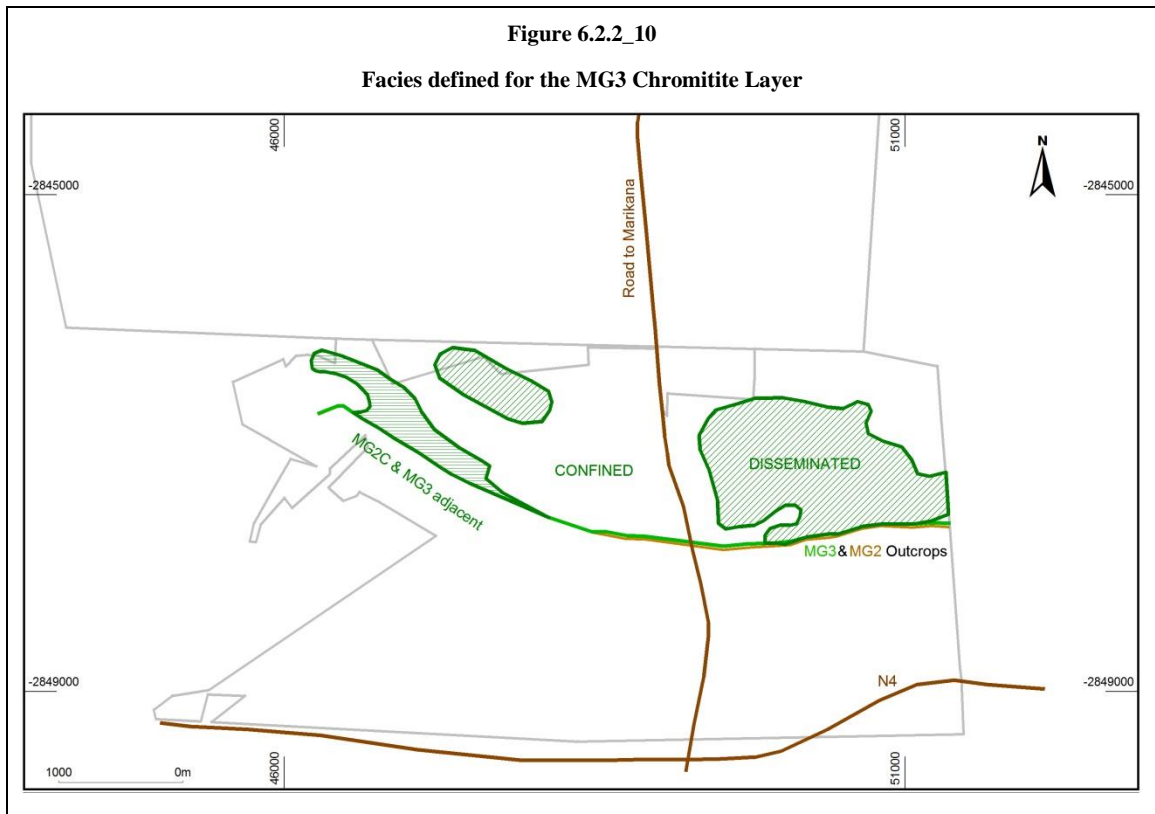 Figure 6.2.2_10
Facies defined for the MG3 Chromitite Layer
46000
51000
N
-2845000
-2845000
Road to Marikana
MG2C & MG3 adjacent
CONFINED
DISSEMINATED
MG3 & MG2 Outcrops
N4
-2849000
-2849000
1000 0m
46000
51000